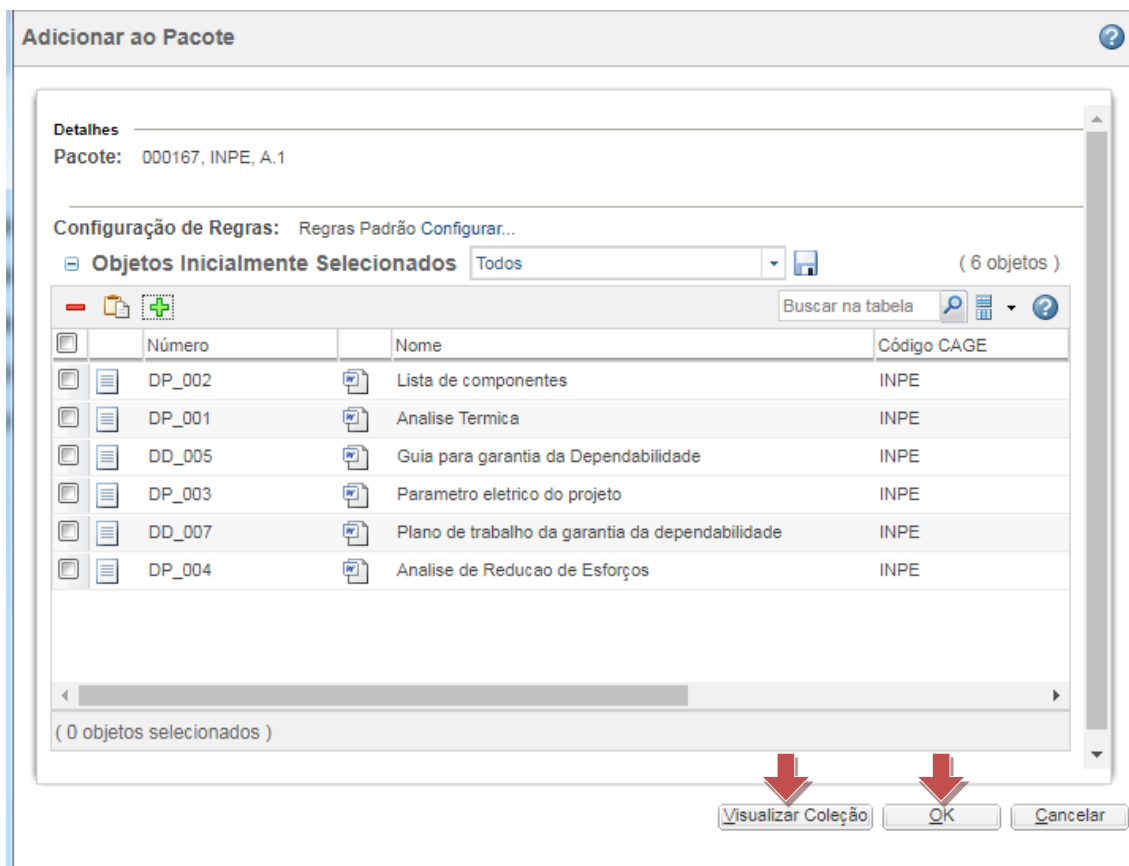 Adicionar ao Pacote
Detalhes
Pacote: 000167, INPE, A.1
Configuração de Regras: Regras Padrão Configurar...
Objetos Inicialmente Selecionados Todos ( 6 objetos )
Buscar na tabela
Número Nome Código CAGE
DP_002 Lista de componentes INPE
DP_001 Analise Termica INPE
DD_005 Guia para garantia da Dependabilidade INPE
DP_003 Parametro eletrico do projeto INPE
DD_007 Plano de trabalho da garantia da dependabilidade INPE
DP_004 Analise de Reducao de Esforços INPE
( 0 objetos selecionados )
Visualizar Coleção OK Cancelar